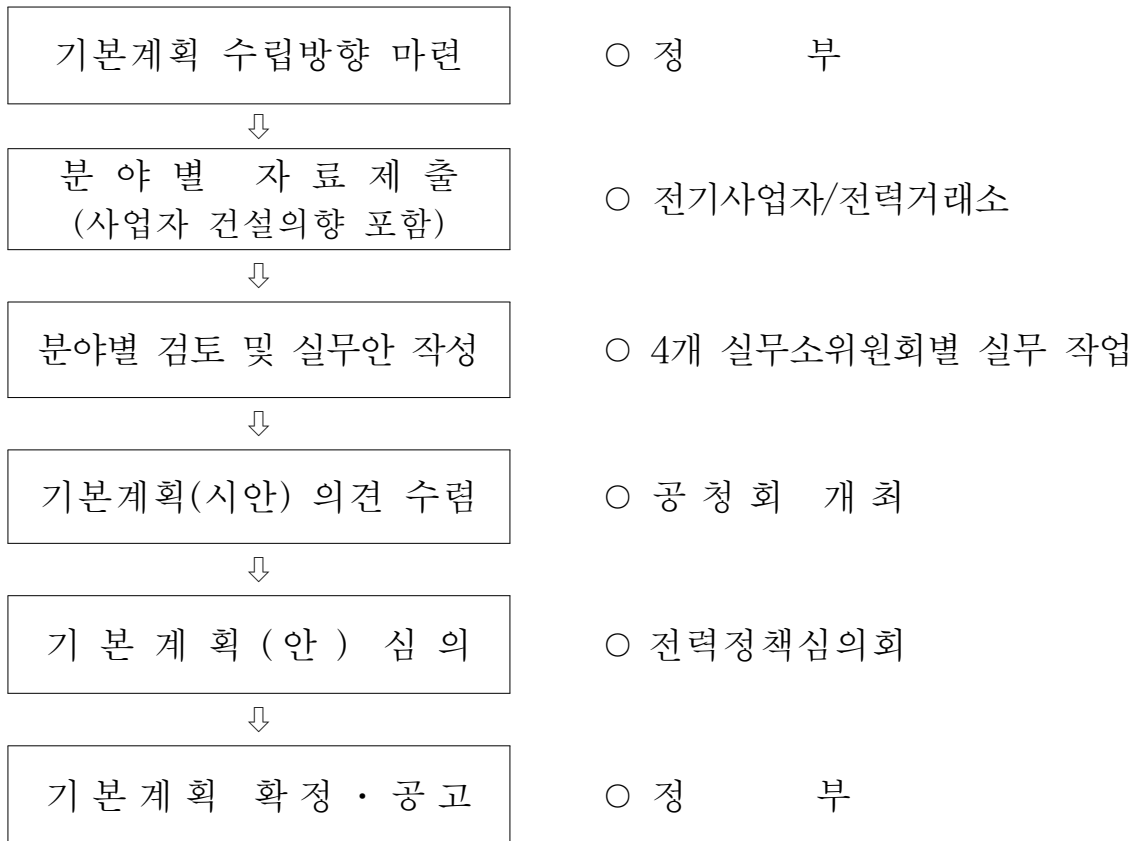 기본계획 수립방향 마련
○ 정 부
⇩
분 야 별 자 료 제 출
(사업자 건설의향 포함)
○ 전기사업자/전력거래소
⇩
분야별 검토 및 실무안 작성
○ 4개 실무소위원회별 실무 작업
⇩
기본계획(시안) 의견 수렴
○ 공 청 회 개 최
⇩
기 본 계 획 ( 안 ) 심 의
○ 전력정책심의회
⇩
기 본 계 획 확 정 · 공 고
○ 정 부